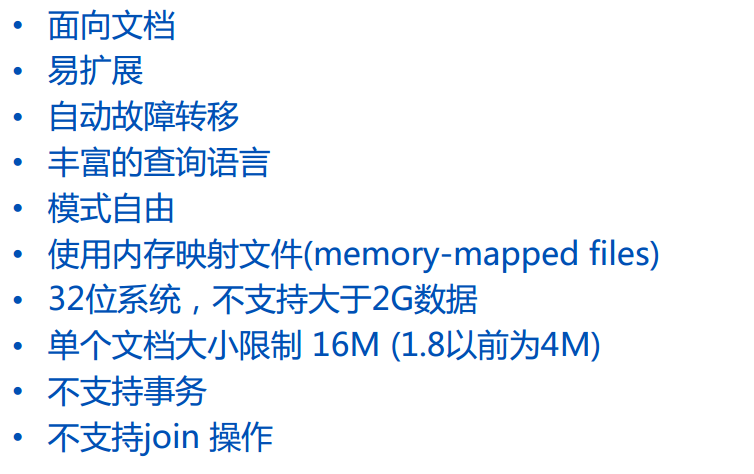 • 面向文档
• 易扩展
• 自动故障转移
• 丰富的查询语言
• 模式自由
• 使用内存映射文件(memory-mapped files)
• 32位系统，不支持大于2G数据
• 单个文档大小限制 16M (1.8以前为4M)
• 不支持事务
• 不支持join 操作